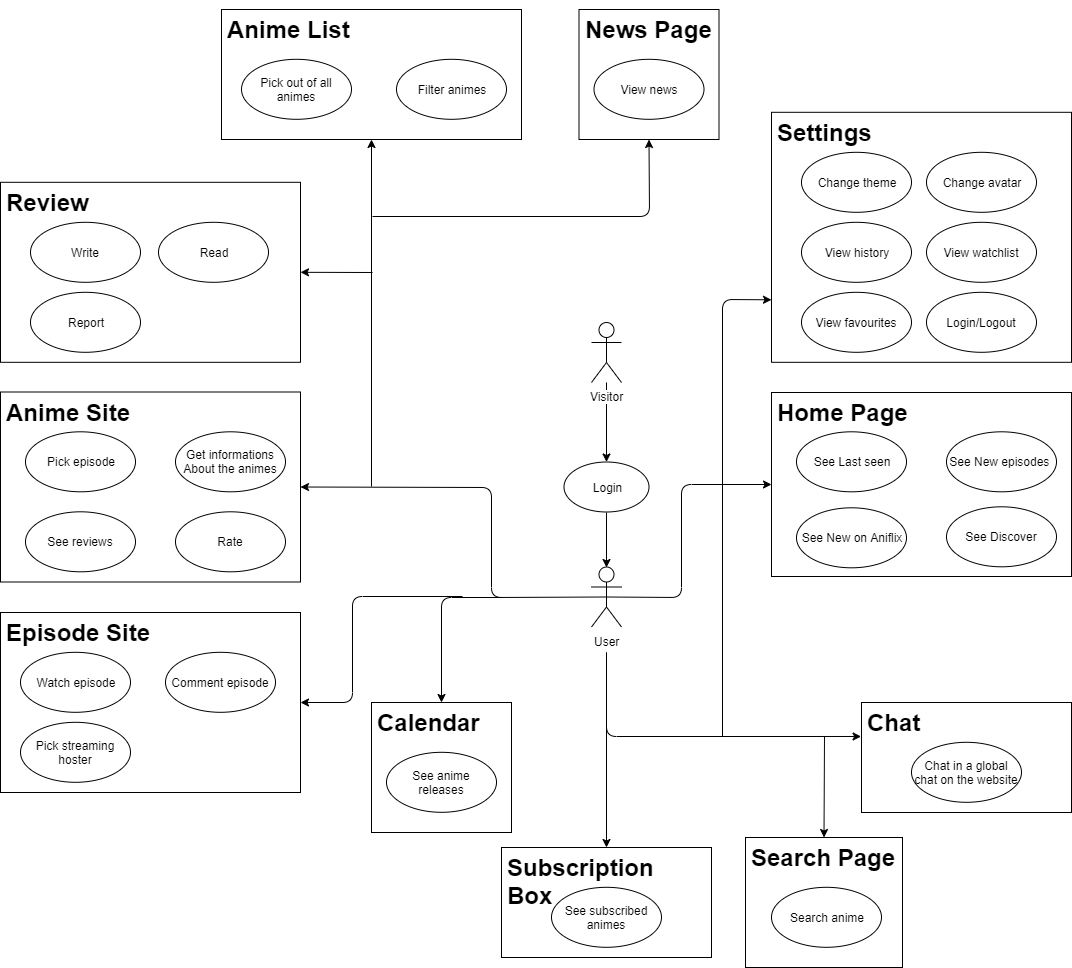 Anime List
Pick out of all
animes
Filter animes
News Page
View news
Settings
Change theme
Change avatar
View history
View watchlist
View favourites
Login/Logout
Review
Write
Read
Report
Visitor
Login
User
Anime Site
Pick episode
Get informations
About the animes
See reviews
Rate
Home Page
See Last seen
See New episodes
See New on Aniflix
See Discover
Episode Site
Watch episode
Comment episode
Pick streaming
hoster
Calendar
See anime
releases
Chat
Chat in a global
chat on the website
Subscription
Box
See subscribed
animes
Search Page
Search anime